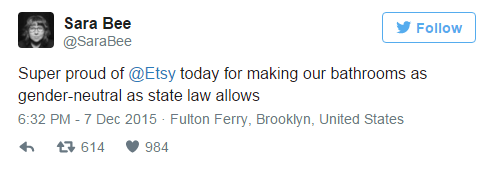 Sara Bee
@SaraBee
Follow
Super proud of @Etsy today for making our bathrooms as
gender-neutral as state law allows
6:32 PM - 7 Dec 2015 · Fulton Ferry, Brooklyn, United States
614 984